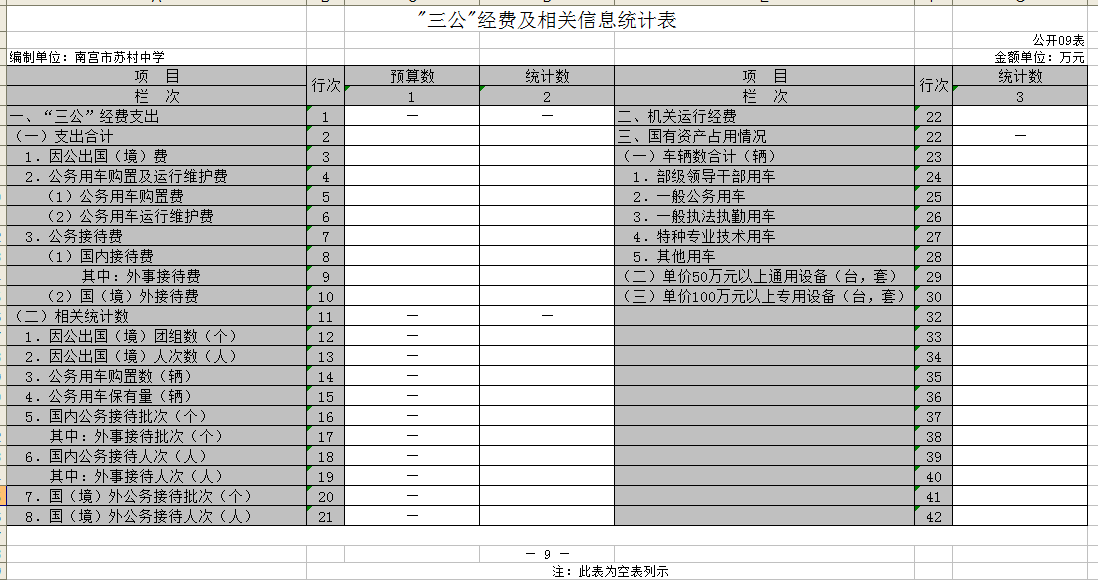 "三公"经费及相关信息统计表
公开09表
编制单位：南宫市苏村中学 金额单位：万元
项 目 行次 预算数 统计数 项 目 行次 统计数
栏 次 1 2 栏 次 3
一、“三公”经费支出 1 — — 二、机关运行经费 22
（一）支出合计 2 三、国有资产占用情况 22 —
1．因公出国（境）费 3 （一）车辆数合计（辆） 23
2．公务用车购置及运行维护费 4 1．部级领导干部用车 24
（1）公务用车购置费 5 2．一般公务用车 25
（2）公务用车运行维护费 6 3．一般执法执勤用车 26
3．公务接待费 7 4．特种专业技术用车 27
（1）国内接待费 8 5．其他用车 28
其中：外事接待费 9 （二）单价50万元以上通用设备（台，套） 29
（2）国（境）外接待费 10 （三）单价100万元以上专用设备（台，套） 30
（二）相关统计数 11 — — 32
1．因公出国（境）团组数（个） 12 — 33
2．因公出国（境）人次数（人） 13 — 34
3．公务用车购置数（辆） 14 — 35
4．公务用车保有量（辆） 15 — 36
5．国内公务接待批次（个） 16 — 37
其中：外事接待批次（个） 17 — 38
6．国内公务接待人次（人） 18 — 39
其中：外事接待人次（人） 19 — 40
7．国（境）外公务接待批次（个） 20 — 41
8．国（境）外公务接待人次（人） 21 — 42
— 9 —
注：此表为空表列示